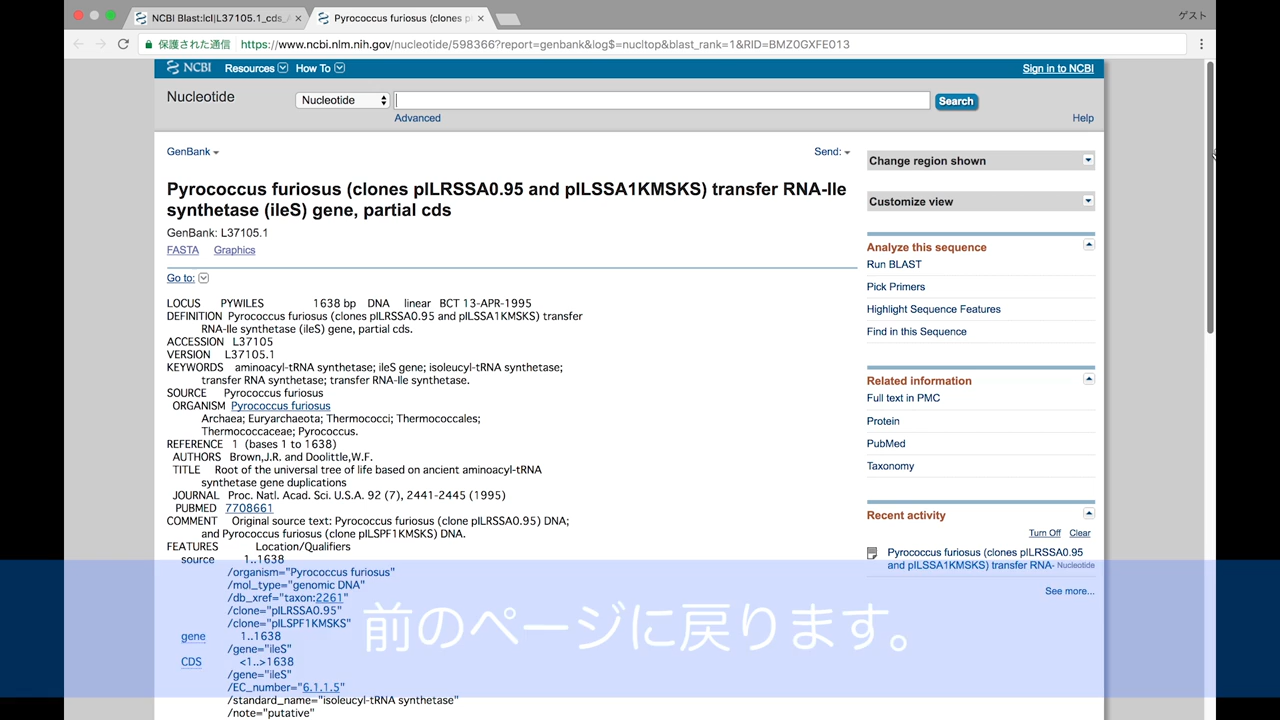 NCBI Blast:lcl|L37105.1_cds_
Pyrococcus furiosus (clones p
ゲスト
保護された通信
https://www.ncbi.nlm.nih.gov/nucleotide/598366?report=genbank&log$=nucltop&blast_rank=1&RID=BMZ0GXFE013
NCBI Resources How To Sign in to NCBI
Nucleotide Nucleotide Search
Advanced Help
GenBank Send:
Pyrococcus furiosus (clones pILRSSA0.95 and pILSSA1KMSKS) transfer RNA-Ile
synthetase (ileS) gene, partial cds
GenBank: L37105.1
FASTA Graphics
Go to:
LOCUS PYWILES 1638 bp DNA linear BCT 13-APR-1995
DEFINITION Pyrococcus furiosus (clones pILRSSA0.95 and pILSSA1KMSKS) transfer
RNA-Ile synthetase (ileS) gene, partial cds.
ACCESSION L37105
VERSION L37105.1
KEYWORDS aminoacyl-tRNA synthetase; ileS gene; isoleucyl-tRNA synthetase;
transfer RNA synthetase; transfer RNA-Ile synthetase.
SOURCE Pyrococcus furiosus
ORGANISM Pyrococcus furiosus
Archaea; Euryarchaeota; Thermococci; Thermococcales;
Thermococcaceae; Pyrococcus.
REFERENCE 1 (bases 1 to 1638)
AUTHORS Brown,J.R. and Doolittle,W.F.
TITLE Root of the universal tree of life based on ancient aminoacyl-tRNA
synthetase gene duplications
JOURNAL Proc. Natl. Acad. Sci. U.S.A. 92 (7), 2441-2445 (1995)
PUBMED 7708661
COMMENT Original source text: Pyrococcus furiosus (clone pILRSSA0.95) DNA;
and Pyrococcus furiosus (clone pILSPF1KMSKS) DNA.
FEATURES Location/Qualifiers
source 1..1638
/organism="Pyrococcus furiosus"
/mol_type="genomic DNA"
/db_xref="taxon:2261"
/clone="pILRSSA0.95"
/clone="pILSPF1KMSKS"
gene 1..1638
/gene="ileS"
CDS <1..>1638
/gene="ileS"
/EC_number="6.1.1.5"
/standard_name="isoleucyl-tRNA synthetase"
/note="putative"
Change region shown
Customize view
Analyze this sequence
Run BLAST
Pick Primers
Highlight Sequence Features
Find in this Sequence
Related information
Full text in PMC
Protein
PubMed
Taxonomy
Recent activity
Turn Off Clear
Pyrococcus furiosus (clones pILRSSA0.95
and pILSSA1KMSKS) transfer RNA- Nucleotide
See more...
前のページに戻ります。